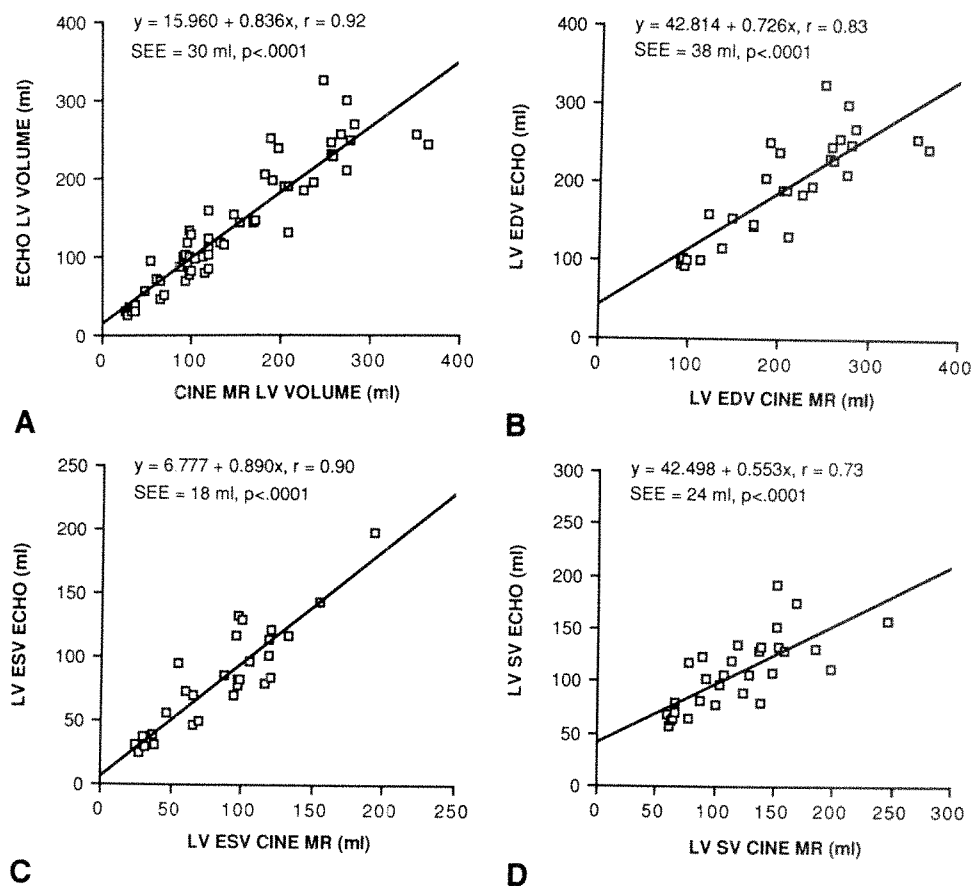 y = 15.960 + 0.836x, r = 0.92
SEE = 30 ml, p<.0001
400
300
200
100
0
ECHO LV VOLUME (ml)
0 100 200 300 400
CINE MR LV VOLUME (ml)
A
y = 42.814 + 0.726x, r = 0.83
SEE = 38 ml, p<.0001
400
300
200
100
0
LV EDV ECHO (ml)
0 100 200 300 400
LV EDV CINE MR (ml)
B
y = 6.777 + 0.890x, r = 0.90
SEE = 18 ml, p<.0001
250
200
150
100
50
0
LV ESV ECHO (ml)
0 50 100 150 200 250
LV ESV CINE MR (ml)
C
y = 42.498 + 0.553x, r = 0.73
SEE = 24 ml, p<.0001
300
250
200
150
100
50
0
LV SV ECHO (ml)
0 50 100 150 200 250 300
LV SV CINE MR (ml)
D